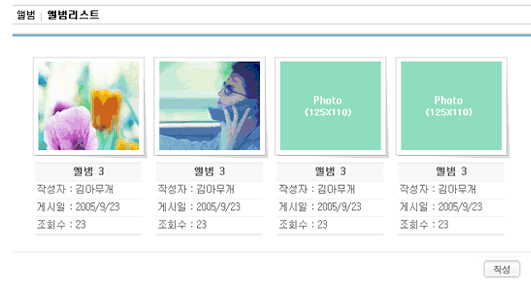 앨범 | 앨범리스트
Photo
(125X110)
Photo
(125X110)
앨범 3 앨범 3 앨범 3 앨범 3
작성자 : 김아무개 작성자 : 김아무개 작성자 : 김아무개 작성자 : 김아무개
게시일 : 2005/9/23 게시일 : 2005/9/23 게시일 : 2005/9/23 게시일 : 2005/9/23
조회수 : 23 조회수 : 23 조회수 : 23 조회수 : 23
작성